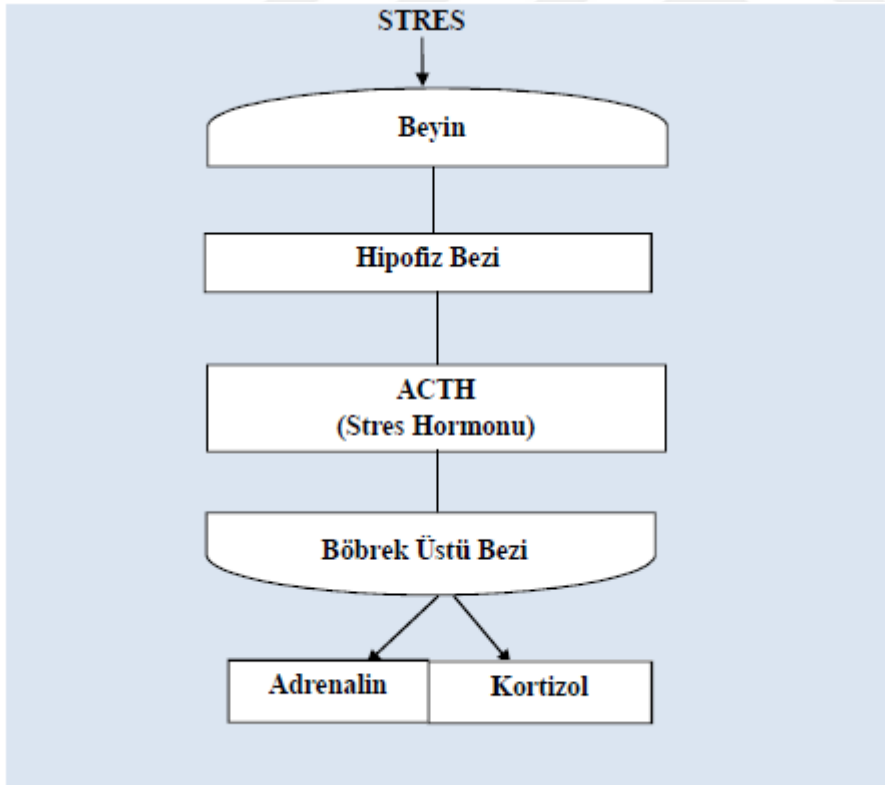 STRES
Beyin
Hipofiz Bezi
ACTH
(Stres Hormonu)
Böbrek Üstü Bezi
Adrenalin
Kortizol